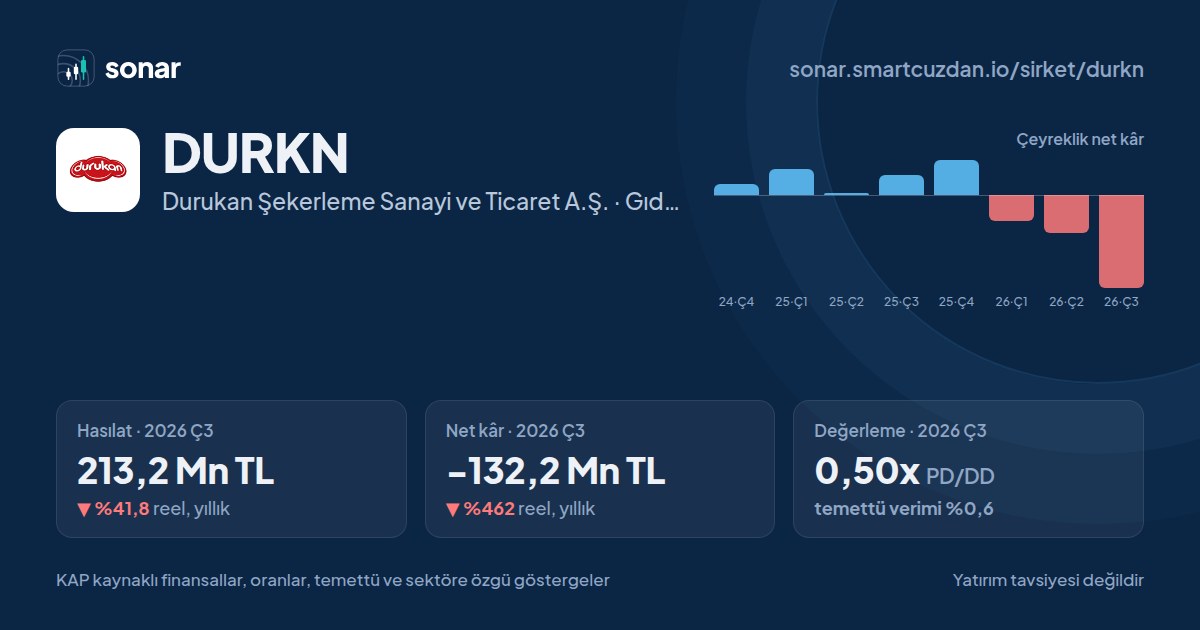 sonar
sonar.smartcuzdan.io/sirket/durkn
durukan
DURKN
Durukan Şekerleme Sanayi ve Ticaret A.Ş. · Gıd...
Çeyreklik net kâr
24·Ç4 25·Ç1 25·Ç2 25·Ç3 25·Ç4 26·Ç1 26·Ç2 26·Ç3
Hasılat · 2026 Ç3
213,2 Mn TL
▼ %41,8 reel, yıllık
Net kâr · 2026 Ç3
−132,2 Mn TL
▼ %462 reel, yıllık
Değerleme · 2026 Ç3
0,50x PD/DD
temettü verimi %0,6
KAP kaynaklı finansallar, oranlar, temettü ve sektöre özgü göstergeler
Yatırım tavsiyesi değildir